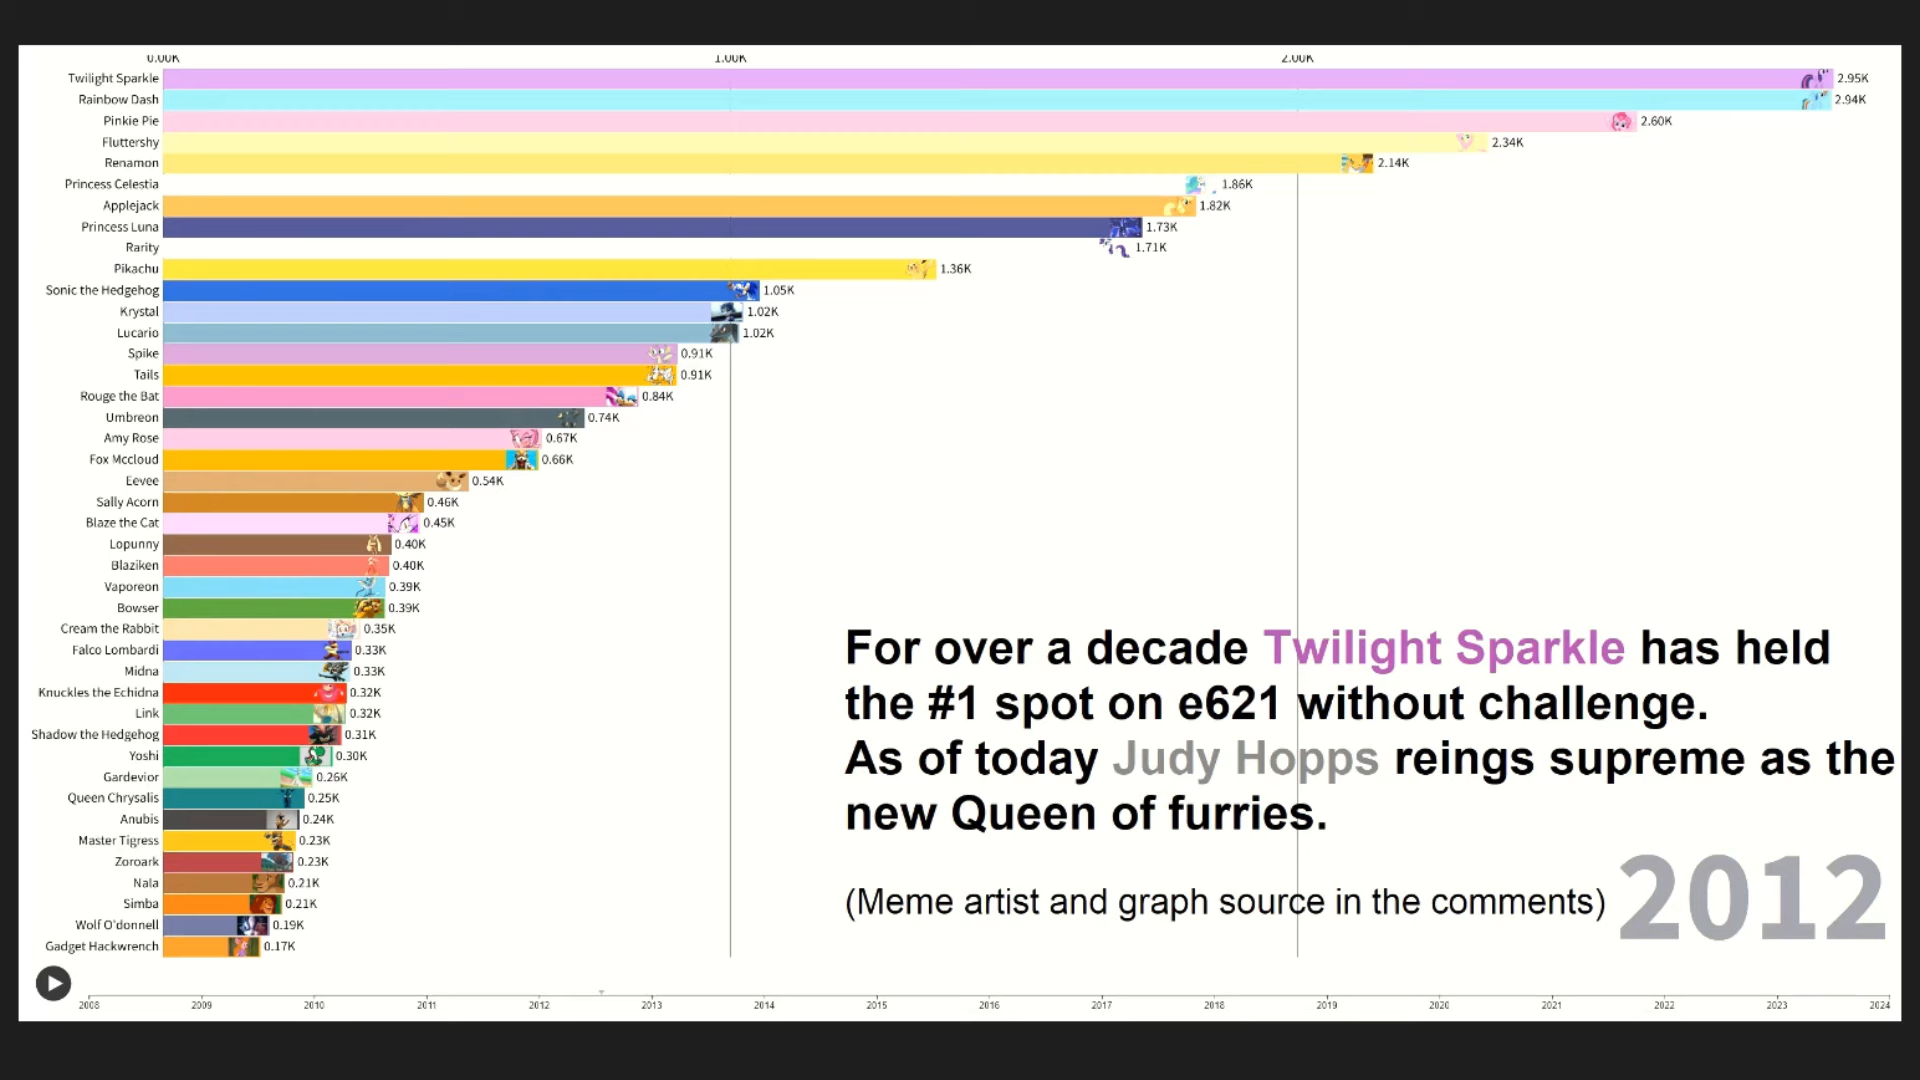 0.00K 1.00K 2.00K
Twilight Sparkle 2.95K
Rainbow Dash 2.94K
Pinkie Pie 2.60K
Fluttershy 2.34K
Renamon 2.14K
Princess Celestia 1.86K
Applejack 1.82K
Princess Luna 1.73K
Rarity 1.71K
Pikachu 1.36K
Sonic the Hedgehog 1.05K
Krystal 1.02K
Lucario 1.02K
Spike 0.91K
Tails 0.91K
Rouge the Bat 0.84K
Umbreon 0.74K
Amy Rose 0.67K
Fox Mccloud 0.66K
Eevee 0.54K
Sally Acorn 0.46K
Blaze the Cat 0.45K
Lopunny 0.40K
Blaziken 0.40K
Vaporeon 0.39K
Bowser 0.39K
Cream the Rabbit 0.35K
Falco Lombardi 0.33K
Midna 0.33K
Knuckles the Echidna 0.32K
Link 0.32K
Shadow the Hedgehog 0.31K
Yoshi 0.30K
Gardevior 0.26K
Queen Chrysalis 0.25K
Anubis 0.24K
Master Tigress 0.23K
Zoroark 0.23K
Nala 0.21K
Simba 0.21K
Wolf O'donnell 0.19K
Gadget Hackwrench 0.17K
For over a decade Twilight Sparkle has held
the #1 spot on e621 without challenge.
As of today Judy Hopps reings supreme as the
new Queen of furries.
(Meme artist and graph source in the comments)
2012
2008 2009 2010 2011 2012 2013 2014 2015 2016 2017 2018 2019 2020 2021 2022 2023 2024